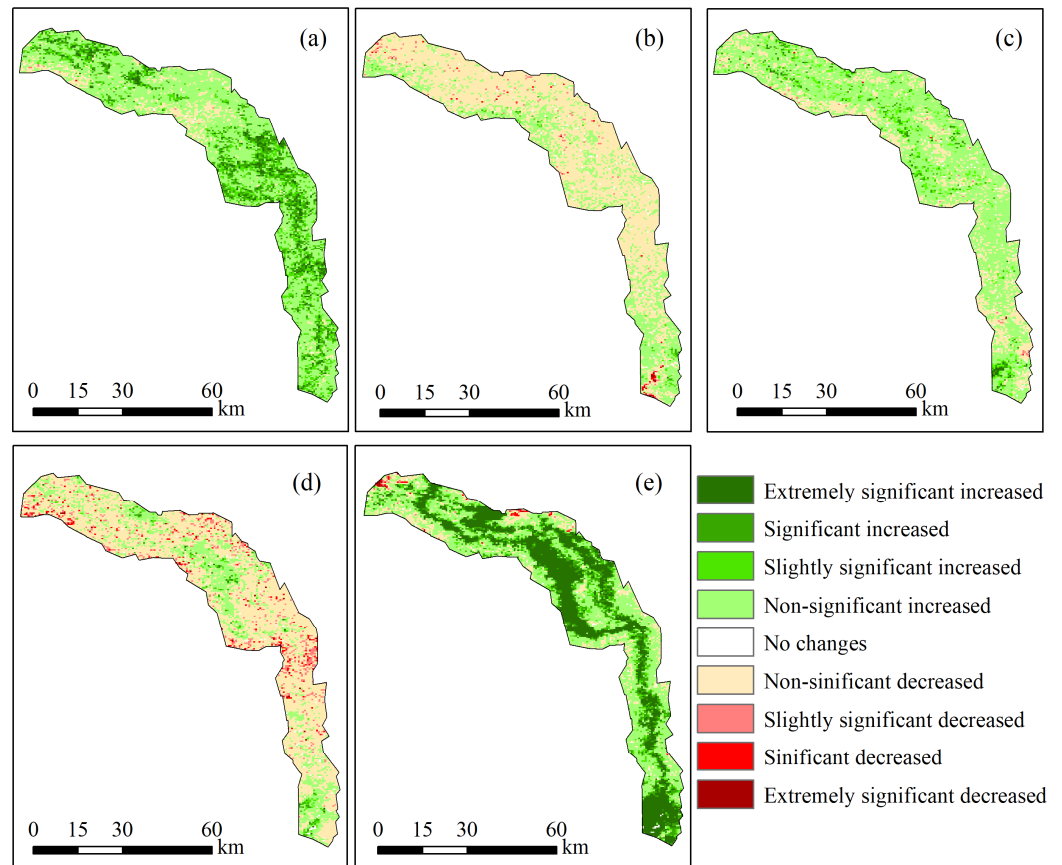 (a)
(b)
(c)
0 15 30 60
km
0 15 30 60
km
0 15 30 60
km
(d)
(e)
0 15 30 60
km
0 15 30 60
km
Extremely significant increased
Significant increased
Slightly significant increased
Non-significant increased
No changes
Non-sinificant decreased
Slightly significant decreased
Sinificant decreased
Extremely significant decreased